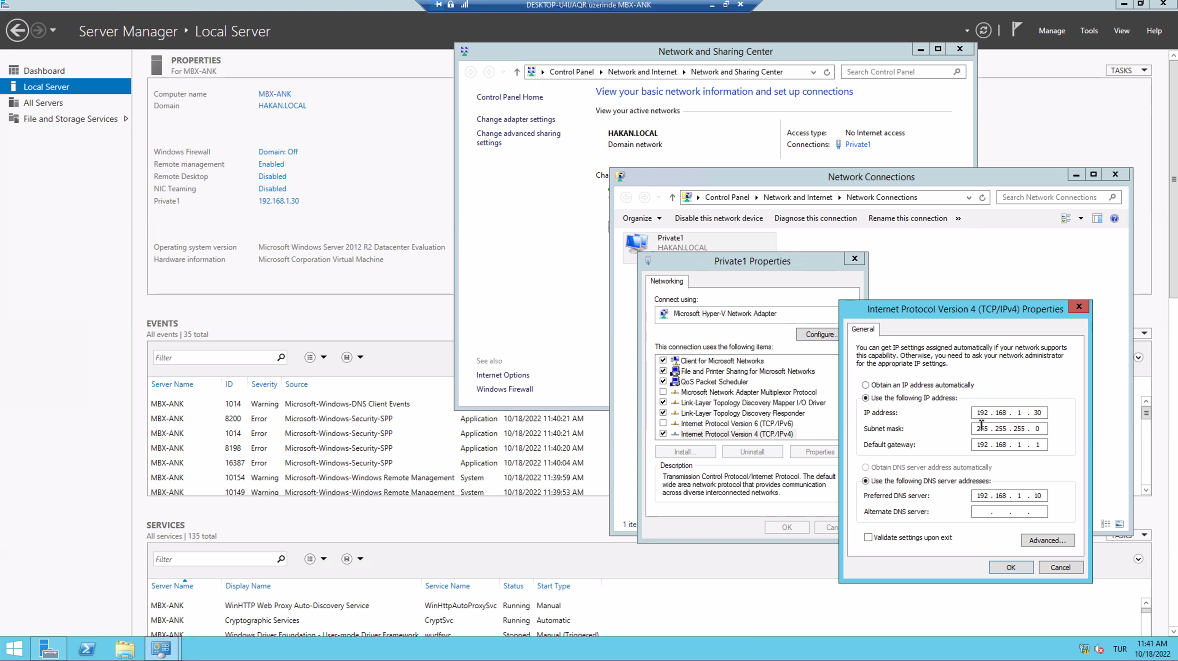 DESKTOP-U4UAQR üzerinde MBX-ANK
Server Manager ‣ Local Server
Manage Tools View Help
Dashboard
Local Server
All Servers
File and Storage Services
PROPERTIES
For MBX-ANK
TASKS
Computer name MBX-ANK
Domain HAKAN.LOCAL
Windows Firewall Domain: Off
Remote management Enabled
Remote Desktop Disabled
NIC Teaming Disabled
Private1 192.168.1.30
Operating system version Microsoft Windows Server 2012 R2 Datacenter Evaluation
Hardware information Microsoft Corporation Virtual Machine
EVENTS
All events | 35 total
Filter
Server Name ID Severity Source
MBX-ANK 1014 Warning Microsoft-Windows-DNS Client Events
MBX-ANK 8200 Error Microsoft-Windows-Security-SPP Application 10/18/2022 11:40:21 AM
MBX-ANK 1014 Error Microsoft-Windows-Security-SPP Application 10/18/2022 11:40:21 AM
MBX-ANK 8198 Error Microsoft-Windows-Security-SPP Application 10/18/2022 11:40:20 AM
MBX-ANK 16387 Error Microsoft-Windows-Security-SPP Application 10/18/2022 11:40:04 AM
MBX-ANK 10154 Warning Microsoft-Windows-Windows Remote Management System 10/18/2022 11:39:59 AM
MBX-ANK 10149 Warning Microsoft-Windows-Windows Remote Management System 10/18/2022 11:39:53 AM
SERVICES
All services | 135 total
Filter
Server Name Display Name Service Name Status Start Type
MBX-ANK WinHTTP Web Proxy Auto-Discovery Service WinHttpAutoProxySvc Running Manual
MBX-ANK Cryptographic Services CryptSvc Running Automatic
MBX-ANK Windows Driver Foundation - User-mode Driver Framework wudfsvc Stopped Manual (Triggered)
Network and Sharing Center
Control Panel ‣ Network and Internet ‣ Network and Sharing Center
Search Control Panel
Control Panel Home
Change adapter settings
Change advanced sharing
settings
View your basic network information and set up connections
View your active networks
HAKAN.LOCAL
Domain network
Access type: No Internet access
Connections: Private1
See also
Internet Options
Windows Firewall
Network Connections
Control Panel ‣ Network and Internet ‣ Network Connections
Search Network Connections
Organize Disable this network device Diagnose this connection Rename this connection »
Private1
HAKAN.LOCAL
Private1 Properties
Networking
Connect using:
Microsoft Hyper-V Network Adapter
Configure...
This connection uses the following items:
Client for Microsoft Networks
File and Printer Sharing for Microsoft Networks
QoS Packet Scheduler
Microsoft Network Adapter Multiplexor Protocol
Link-Layer Topology Discovery Mapper I/O Driver
Link-Layer Topology Discovery Responder
Internet Protocol Version 6 (TCP/IPv6)
Internet Protocol Version 4 (TCP/IPv4)
Install... Uninstall Properties
Description
Transmission Control Protocol/Internet Protocol. The default
wide area network protocol that provides communication
across diverse interconnected networks.
OK
Internet Protocol Version 4 (TCP/IPv4) Properties
General
You can get IP settings assigned automatically if your network supports
this capability. Otherwise, you need to ask your network administrator
for the appropriate IP settings.
Obtain an IP address automatically
Use the following IP address:
IP address: 192 . 168 . 1 . 30
Subnet mask: 255 . 255 . 255 . 0
Default gateway: 192 . 168 . 1 . 1
Obtain DNS server address automatically
Use the following DNS server addresses:
Preferred DNS server: 192 . 168 . 1 . 10
Alternate DNS server: . . .
Validate settings upon exit
Advanced...
OK Cancel
TUR
11:41 AM
10/18/2022